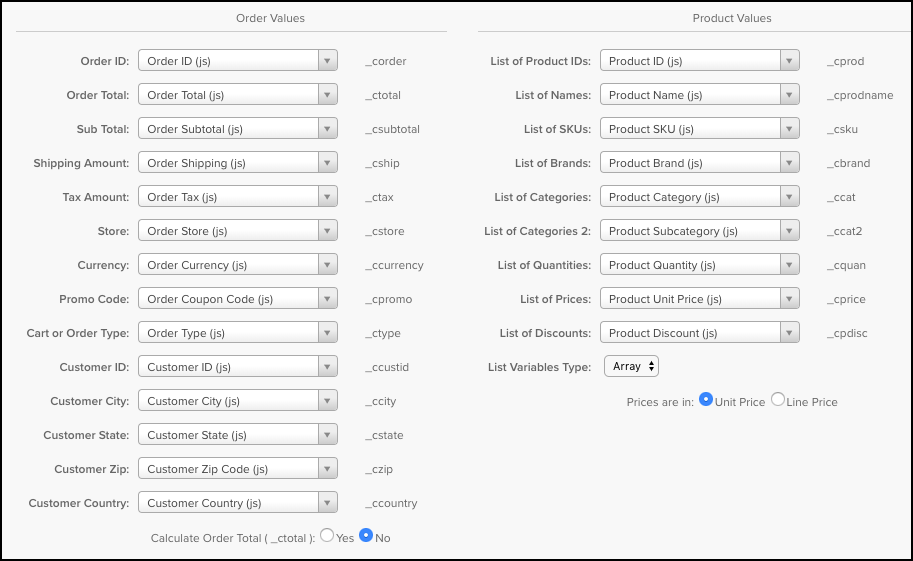 Order Values
Order ID: Order ID (js) _corder
Order Total: Order Total (js) _ctotal
Sub Total: Order Subtotal (js) _csubtotal
Shipping Amount: Order Shipping (js) _cship
Tax Amount: Order Tax (js) _ctax
Store: Order Store (js) _cstore
Currency: Order Currency (js) _ccurrency
Promo Code: Order Coupon Code (js) _cpromo
Cart or Order Type: Order Type (js) _ctype
Customer ID: Customer ID (js) _ccustid
Customer City: Customer City (js) _ccity
Customer State: Customer State (js) _cstate
Customer Zip: Customer Zip Code (js) _czip
Customer Country: Customer Country (js) _ccountry
Calculate Order Total ( _ctotal ): Yes No
Product Values
List of Product IDs: Product ID (js) _cprod
List of Names: Product Name (js) _cprodname
List of SKUs: Product SKU (js) _csku
List of Brands: Product Brand (js) _cbrand
List of Categories: Product Category (js) _ccat
List of Categories 2: Product Subcategory (js) _ccat2
List of Quantities: Product Quantity (js) _cquan
List of Prices: Product Unit Price (js) _cprice
List of Discounts: Product Discount (js) _cpdisc
List Variables Type: Array
Prices are in: Unit Price Line Price